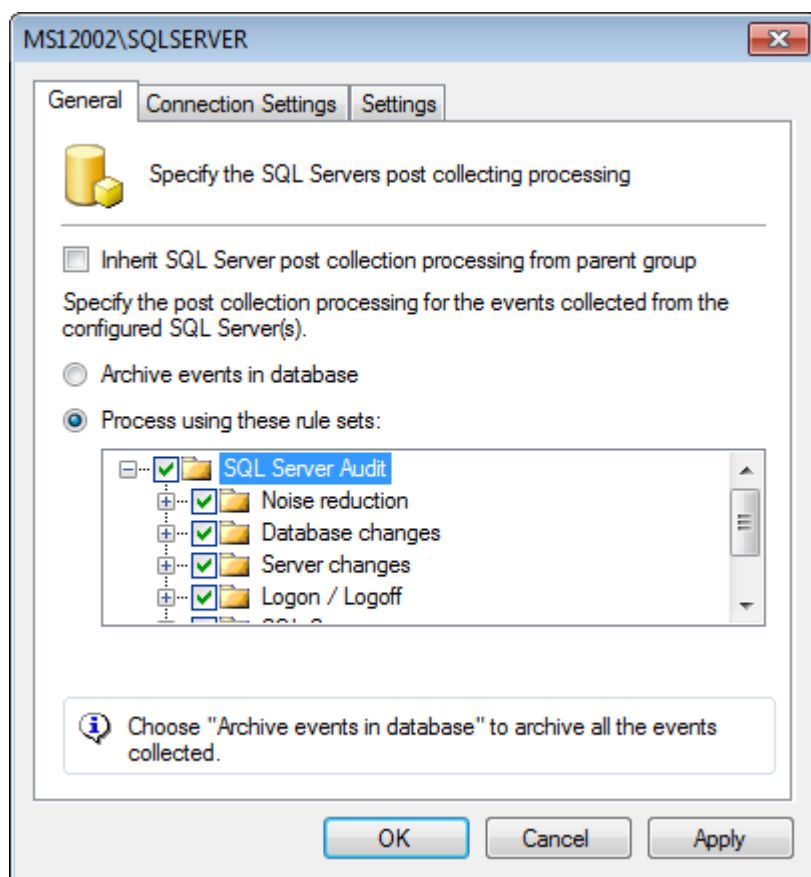 MS12002\SQLSERVER
General
Connection Settings
Settings
Specify the SQL Servers post collecting processing
Inherit SQL Server post collection processing from parent group
Specify the post collection processing for the events collected from the
configured SQL Server(s).
Archive events in database
Process using these rule sets:
SQL Server Audit
Noise reduction
Database changes
Server changes
Logon / Logoff
Choose "Archive events in database" to archive all the events
collected.
OK
Cancel
Apply